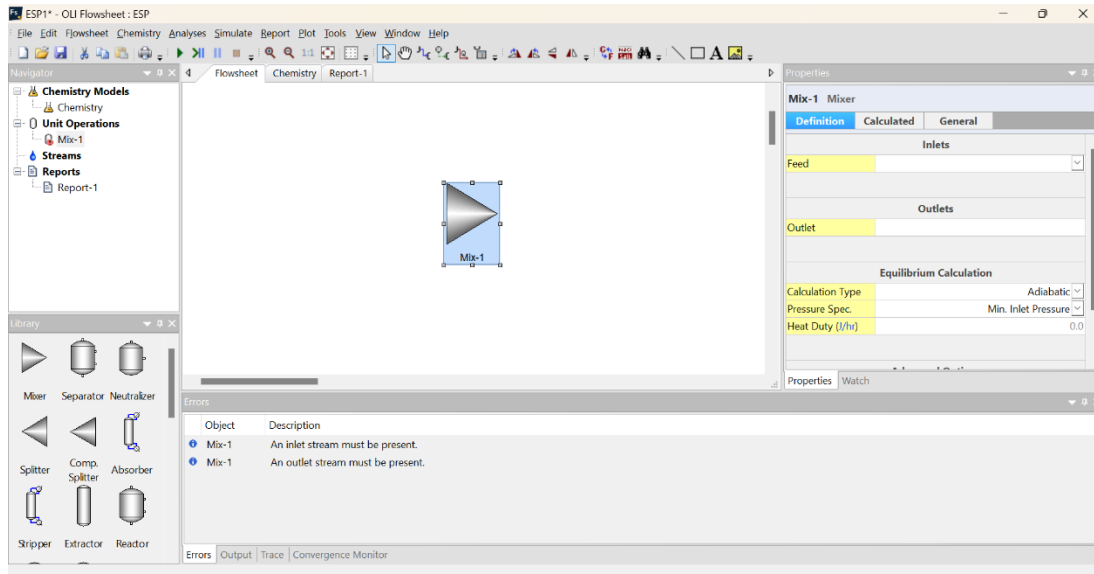 ESP1* - OLI Flowsheet : ESP
File Edit Flowsheet Chemistry Analyses Simulate Report Plot Tools View Window Help
1:1
Navigator
Chemistry Models
Chemistry
Unit Operations
Mix-1
Streams
Reports
Report-1
Flowsheet Chemistry Report-1
Mix-1
Properties
Mix-1 Mixer
Definition Calculated General
Inlets
Feed
Outlets
Outlet
Equilibrium Calculation
Calculation Type Adiabatic
Pressure Spec. Min. Inlet Pressure
Heat Duty (J/hr) 0.0
Properties Watch
Library
Mixer Separator Neutralizer
Splitter Comp. Splitter Absorber
Stripper Extractor Reactor
Errors
Object Description
Mix-1 An inlet stream must be present.
Mix-1 An outlet stream must be present.
Errors Output Trace Convergence Monitor